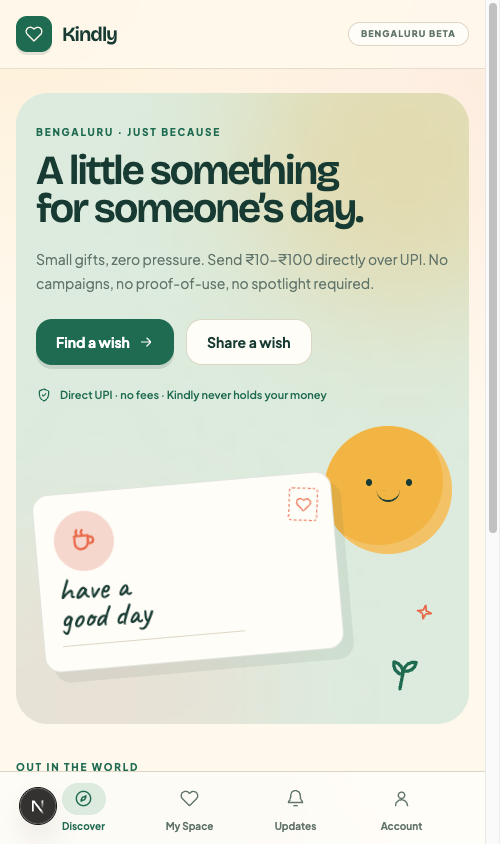 Kindly
BENGALURU BETA
BENGALURU · JUST BECAUSE
A little something
for someone's day.
Small gifts, zero pressure. Send ₹10–₹100 directly over UPI. No
campaigns, no proof-of-use, no spotlight required.
Find a wish →
Share a wish
Direct UPI · no fees · Kindly never holds your money
have a
good day
OUT IN THE WORLD
N
Discover
My Space
Updates
Account